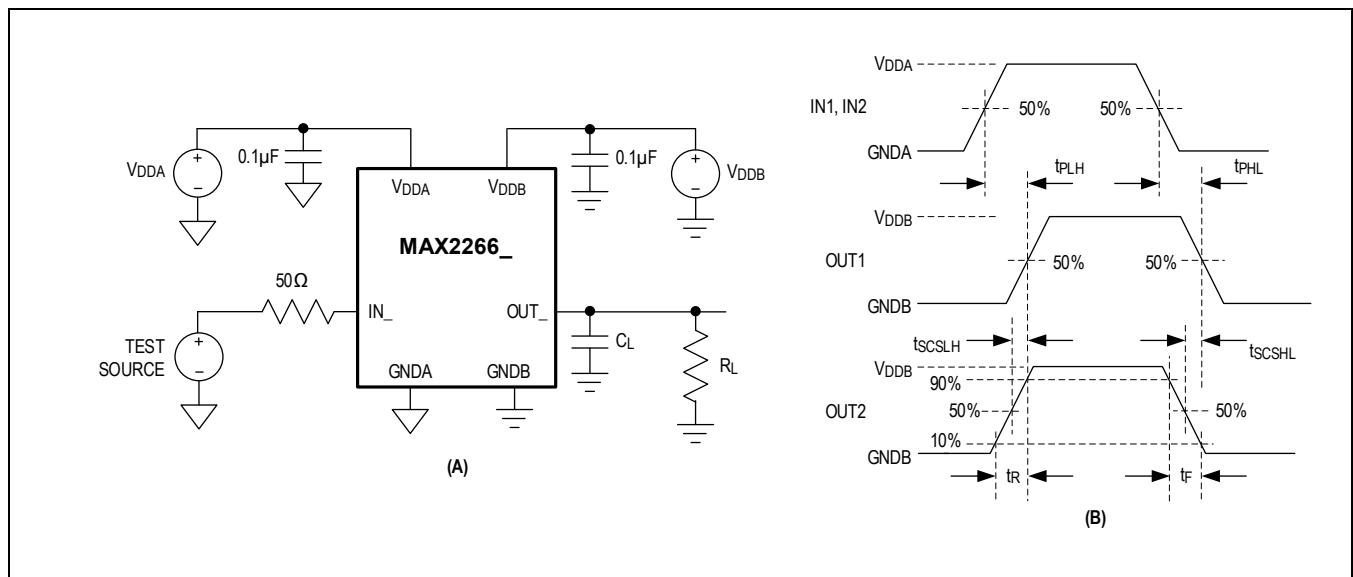 VDDA
0.1µF
VDDA
VDDB
0.1µF
VDDB
MAX2266_
50Ω
IN_
OUT_
TEST
SOURCE
CL
RL
GNDA
GNDB
(A)
VDDA
IN1, IN2
50%
50%
GNDA
tPLH
tPHL
VDDB
OUT1
50%
50%
GNDB
tSCSLH
tSCSHL
VDDB
90%
OUT2
50%
50%
10%
GNDB
tR
tF
(B)